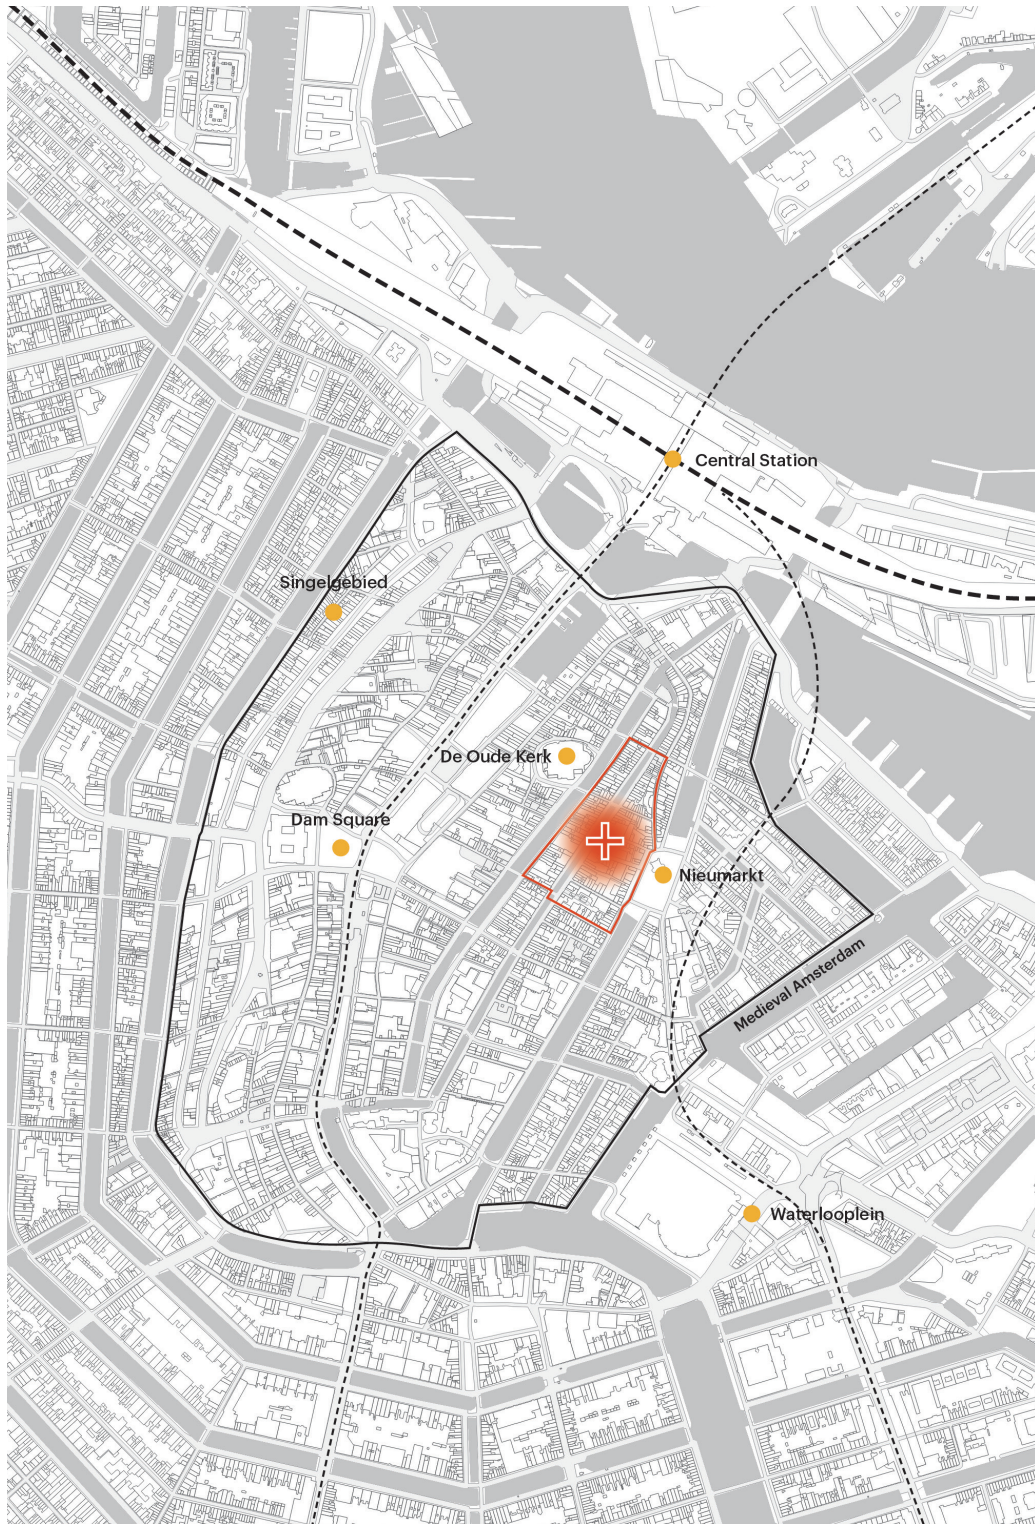 Central Station
Singelgebied
De Oude Kerk
Dam Square
Nieumarkt
Medieval Amsterdam
Waterlooplein